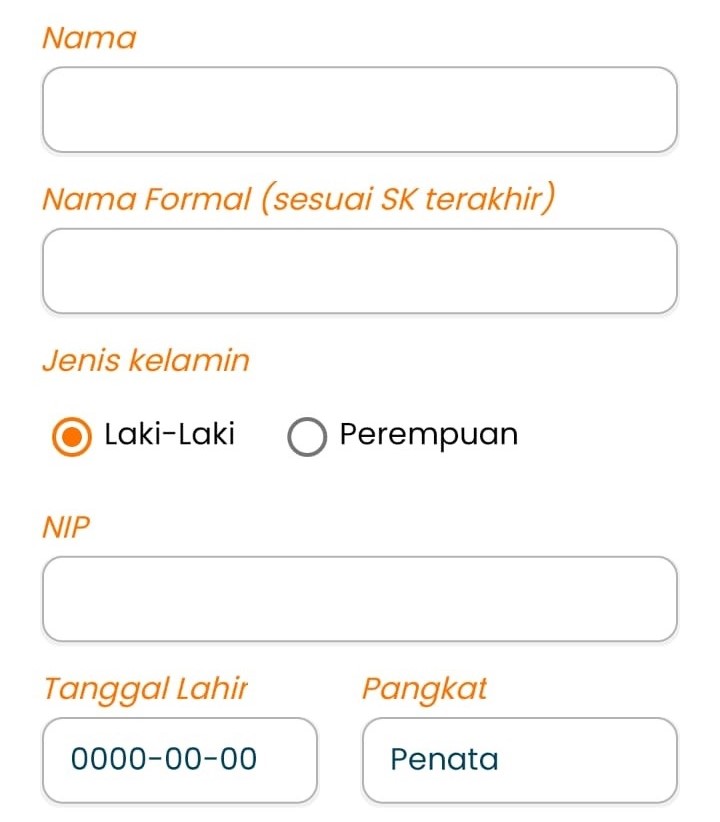 Nama
Nama Formal (sesuai SK terakhir)
Jenis kelamin
Laki-Laki Perempuan
NIP
Tanggal Lahir Pangkat
0000-00-00 Penata